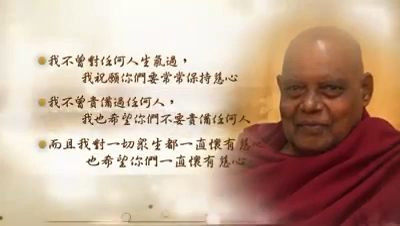 我不曾對任何人生氣過，
我祝願你們要常常保持慈心
我不曾責備過任何人，
我也希望你們不要責備任何人
而且我對一切眾生都一直懷有慈心
也希望你們一直懷有慈心